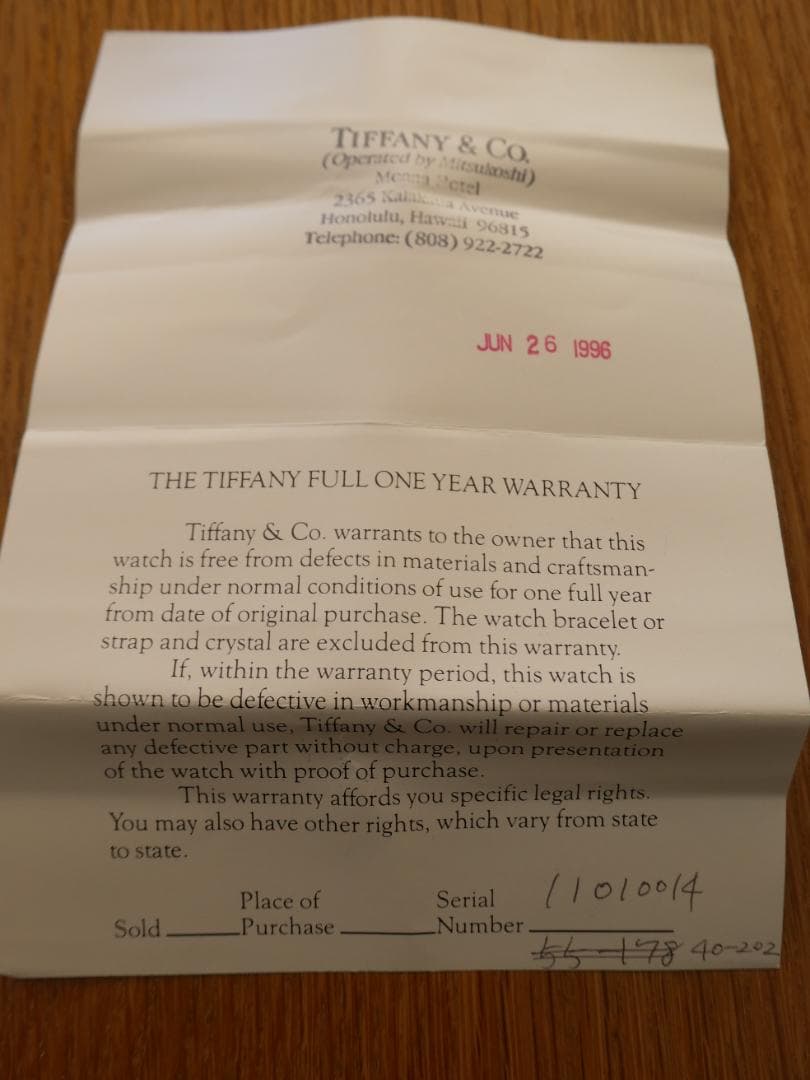 TIFFANY & CO.
(Operated by Mitsukoshi)
Moana Hotel
2365 Kalakaua Avenue
Honolulu, Hawaii 96815
Telephone: (808) 922-2722
JUN 26 1996
THE TIFFANY FULL ONE YEAR WARRANTY
Tiffany & Co. warrants to the owner that this
watch is free from defects in materials and craftsman-
ship under normal conditions of use for one full year
from date of original purchase. The watch bracelet or
strap and crystal are excluded from this warranty.
If, within the warranty period, this watch is
shown to be defective in workmanship or materials
under normal use, Tiffany & Co. will repair or replace
any defective part without charge, upon presentation
of the watch with proof of purchase.
This warranty affords you specific legal rights.
You may also have other rights, which vary from state
to state.
Sold Place of Purchase Serial Number 11010014
40-202